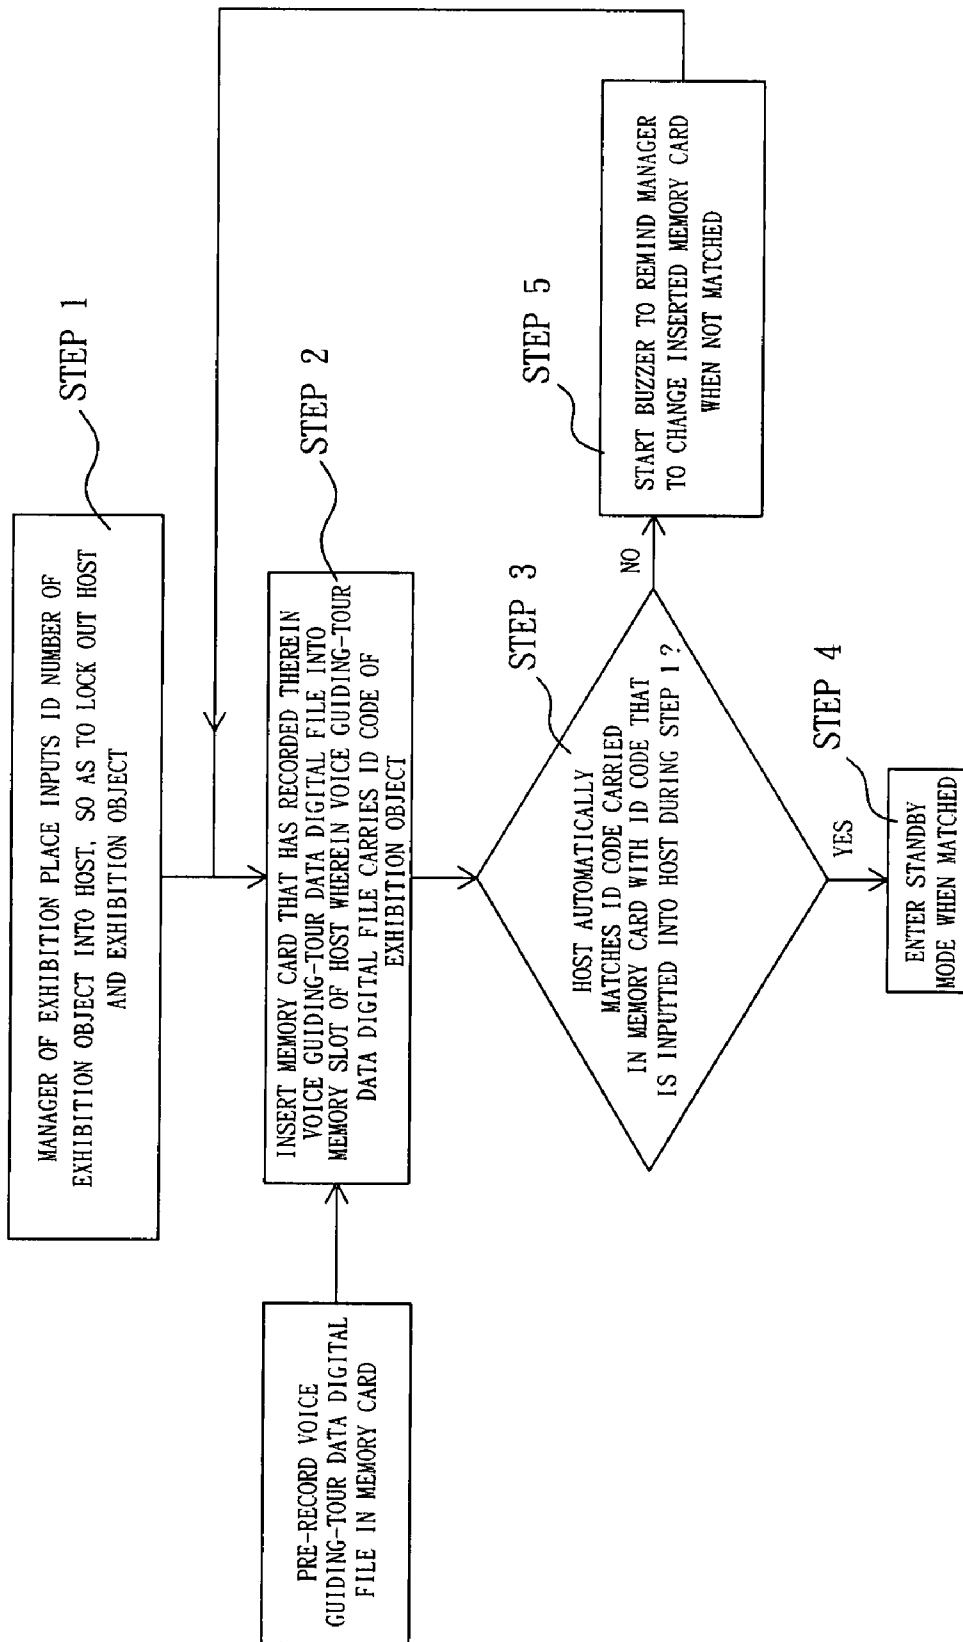 MANAGER OF EXHIBITION PLACE INPUTS ID NUMBER OF
EXHIBITION OBJECT INTO HOST, SO AS TO LOCK OUT HOST
AND EXHIBITION OBJECT
STEP 1
PRE-RECORD VOICE
GUIDING-TOUR DATA DIGITAL
FILE IN MEMORY CARD
INSERT MEMORY CARD THAT HAS RECORDED THEREIN
VOICE GUIDING-TOUR DATA DIGITAL FILE INTO
MEMORY SLOT OF HOST WHEREIN VOICE GUIDING-TOUR
DATA DIGITAL FILE CARRIES ID CODE OF
EXHIBITION OBJECT
STEP 2
HOST AUTOMATICALLY
MATCHES ID CODE CARRIED
IN MEMORY CARD WITH ID CODE THAT
IS INPUTTED INTO HOST DURING STEP 1?
STEP 3
NO
START BUZZER TO REMIND MANAGER
TO CHANGE INSERTED MEMORY CARD
WHEN NOT MATCHED
STEP 5
YES
ENTER STANDBY
MODE WHEN MATCHED
STEP 4